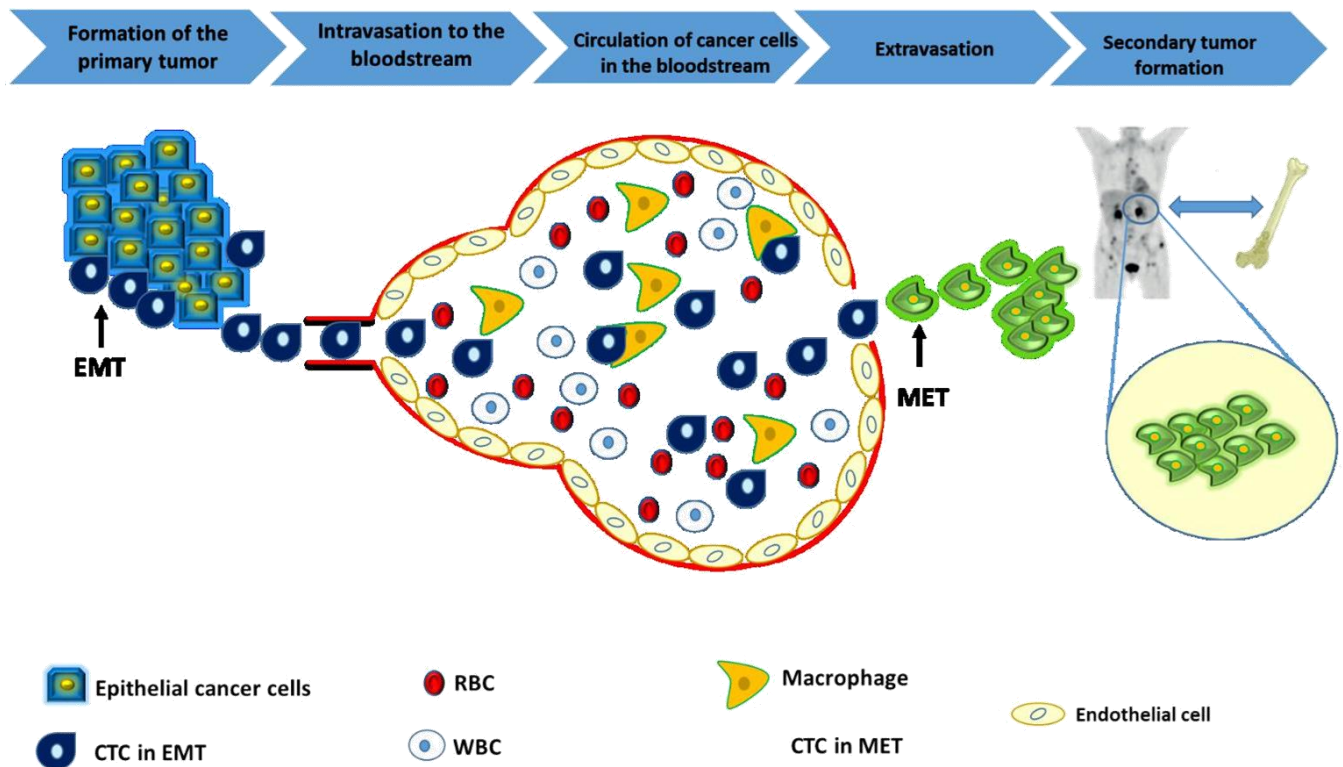 Formation of the
primary tumor
Intravasation to the
bloodstream
Circulation of cancer cells
in the bloodstream
Extravasation
Secondary tumor
formation
EMT
MET
Epithelial cancer cells
RBC
Macrophage
Endothelial cell
CTC in EMT
WBC
CTC in MET